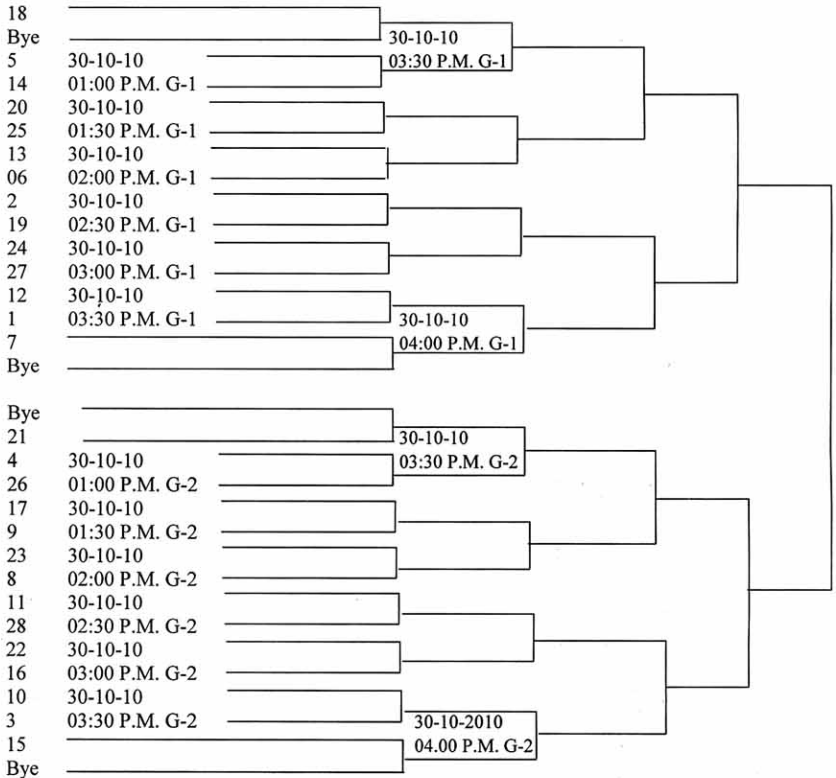 18
Bye
30-10-10
5 30-10-10
03:30 P.M. G-1
14 01:00 P.M. G-1
20 30-10-10
25 01:30 P.M. G-1
13 30-10-10
06 02:00 P.M. G-1
2 30-10-10
19 02:30 P.M. G-1
24 30-10-10
27 03:00 P.M. G-1
12 30-10-10
1 03:30 P.M. G-1
30-10-10
7
04:00 P.M. G-1
Bye
Bye
21
30-10-10
4 30-10-10
03:30 P.M. G-2
26 01:00 P.M. G-2
17 30-10-10
9 01:30 P.M. G-2
23 30-10-10
8 02:00 P.M. G-2
11 30-10-10
28 02:30 P.M. G-2
22 30-10-10
16 03:00 P.M. G-2
10 30-10-10
3 03:30 P.M. G-2
30-10-2010
15
04.00 P.M. G-2
Bye